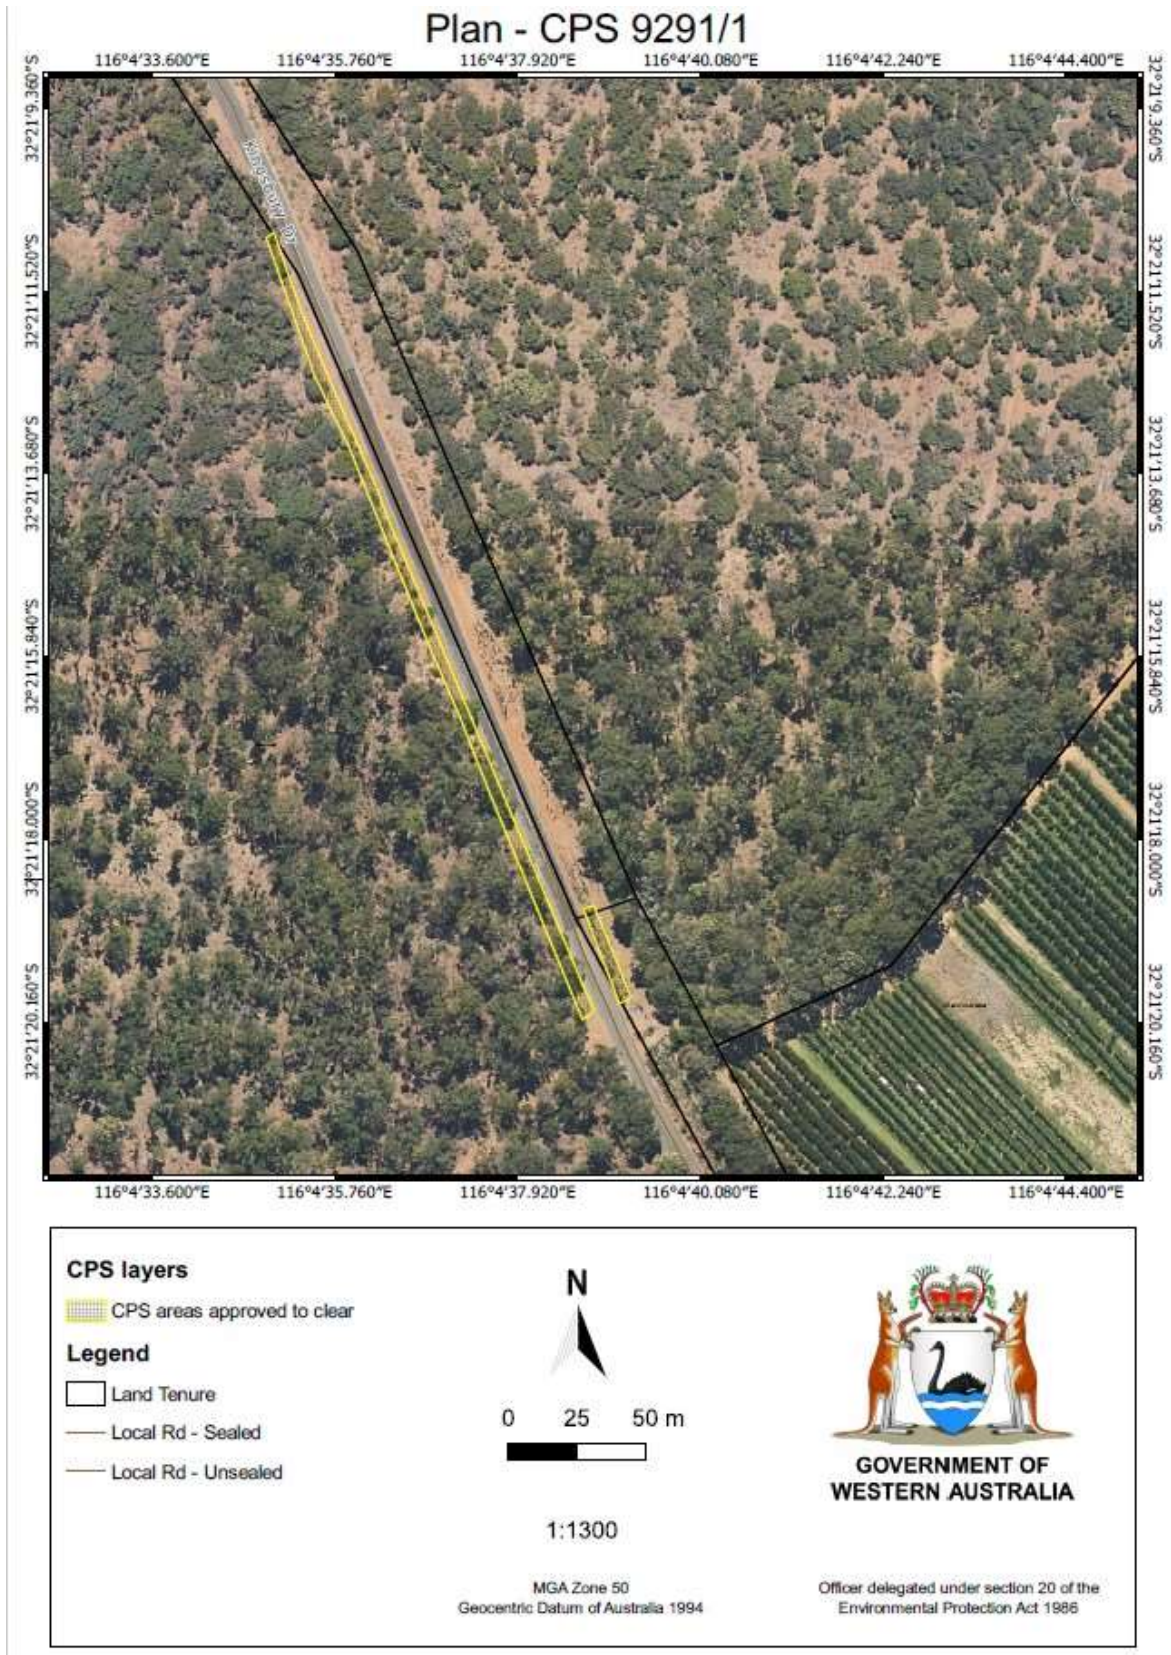 Plan - CPS 9291/1
116°4'33.600"E 116°4'35.760"E 116°4'37.920"E 116°4'40.080"E 116°4'42.240"E 116°4'44.400"E
32°21'9.360"S 32°21'9.360"S
Kingsbury Dr
32°21'11.520"S 32°21'11.520"S
32°21'13.680"S 32°21'13.680"S
32°21'15.840"S 32°21'15.840"S
32°21'18.000"S 32°21'18.000"S
32°21'20.160"S 32°21'20.160"S
116°4'33.600"E 116°4'35.760"E 116°4'37.920"E 116°4'40.080"E 116°4'42.240"E 116°4'44.400"E
CPS layers
CPS areas approved to clear
Legend
Land Tenure
Local Rd - Sealed
Local Rd - Unsealed
N
0 25 50 m
1:1300
MGA Zone 50
Geocentric Datum of Australia 1994
GOVERNMENT OF
WESTERN AUSTRALIA
Officer delegated under section 20 of the
Environmental Protection Act 1986